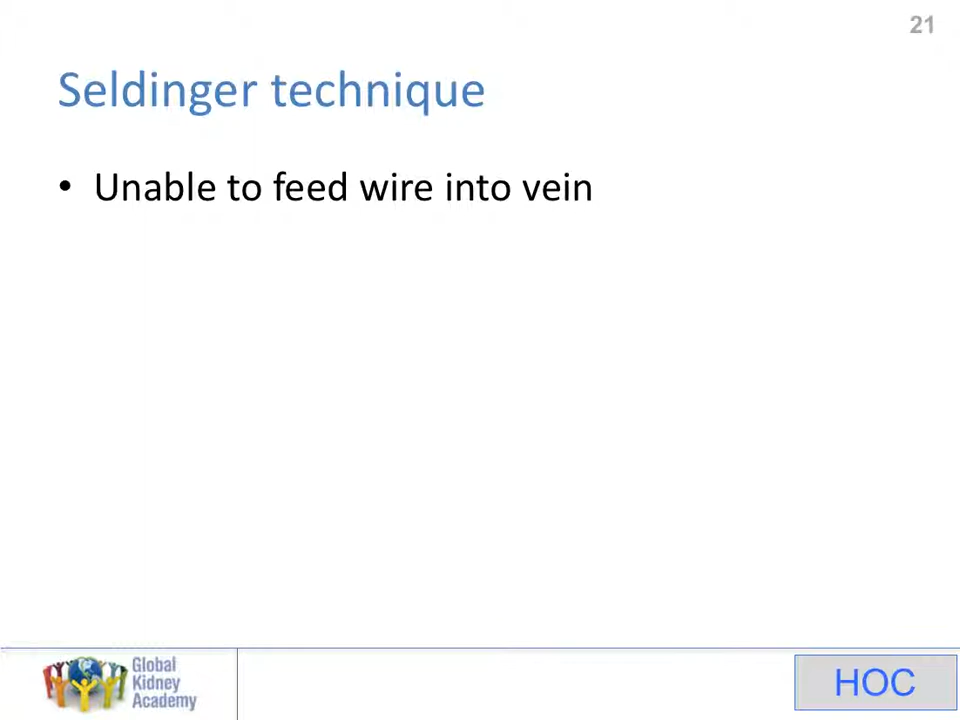 21
Seldinger technique
• Unable to feed wire into vein
Global
Kidney
Academy
HOC